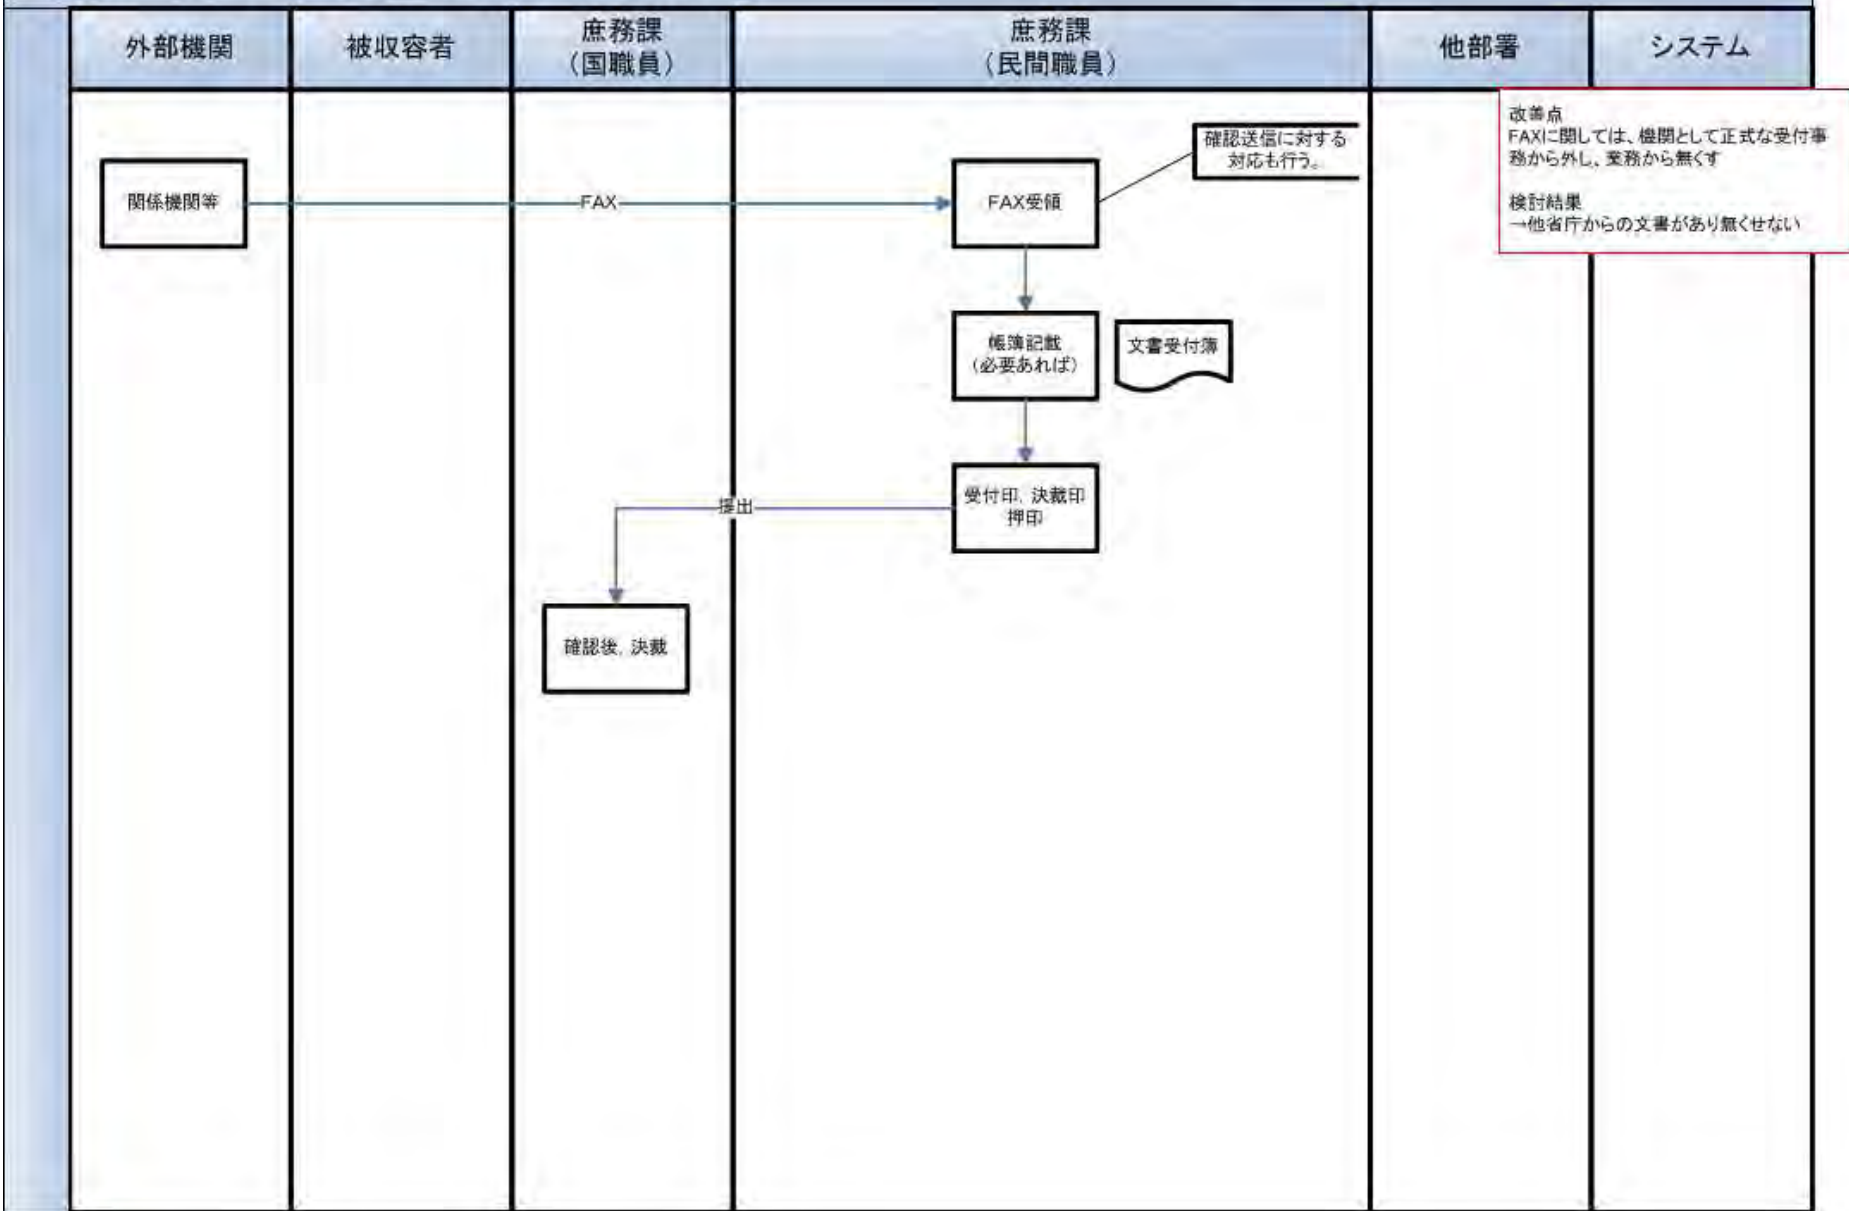 外部機関
被収容者
庶務課
（国職員）
庶務課
（民間職員）
他部署
システム
改善点
FAXに関しては、機関として正式な受付事
務から外し、業務から無くす
検討結果
→他省庁からの文書があり無くせない
確認送信に対する
対応も行う。
関係機関等
FAX
FAX受領
帳簿記載
(必要あれば)
文書受付簿
受付印，決裁印
押印
提出
確認後，決裁